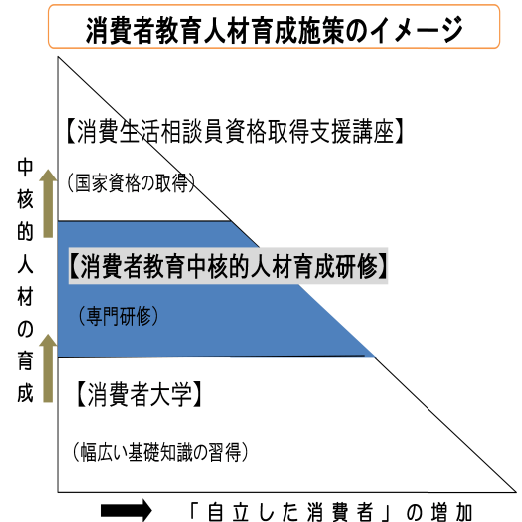 消費者教育人材育成施策のイメージ
【消費生活相談員資格取得支援講座】
（国家資格の取得）
【消費者教育中核的人材育成研修】
（専門研修）
【消費者大学】
（幅広い基礎知識の習得）
中核的人材の育成
「自立した消費者」の増加